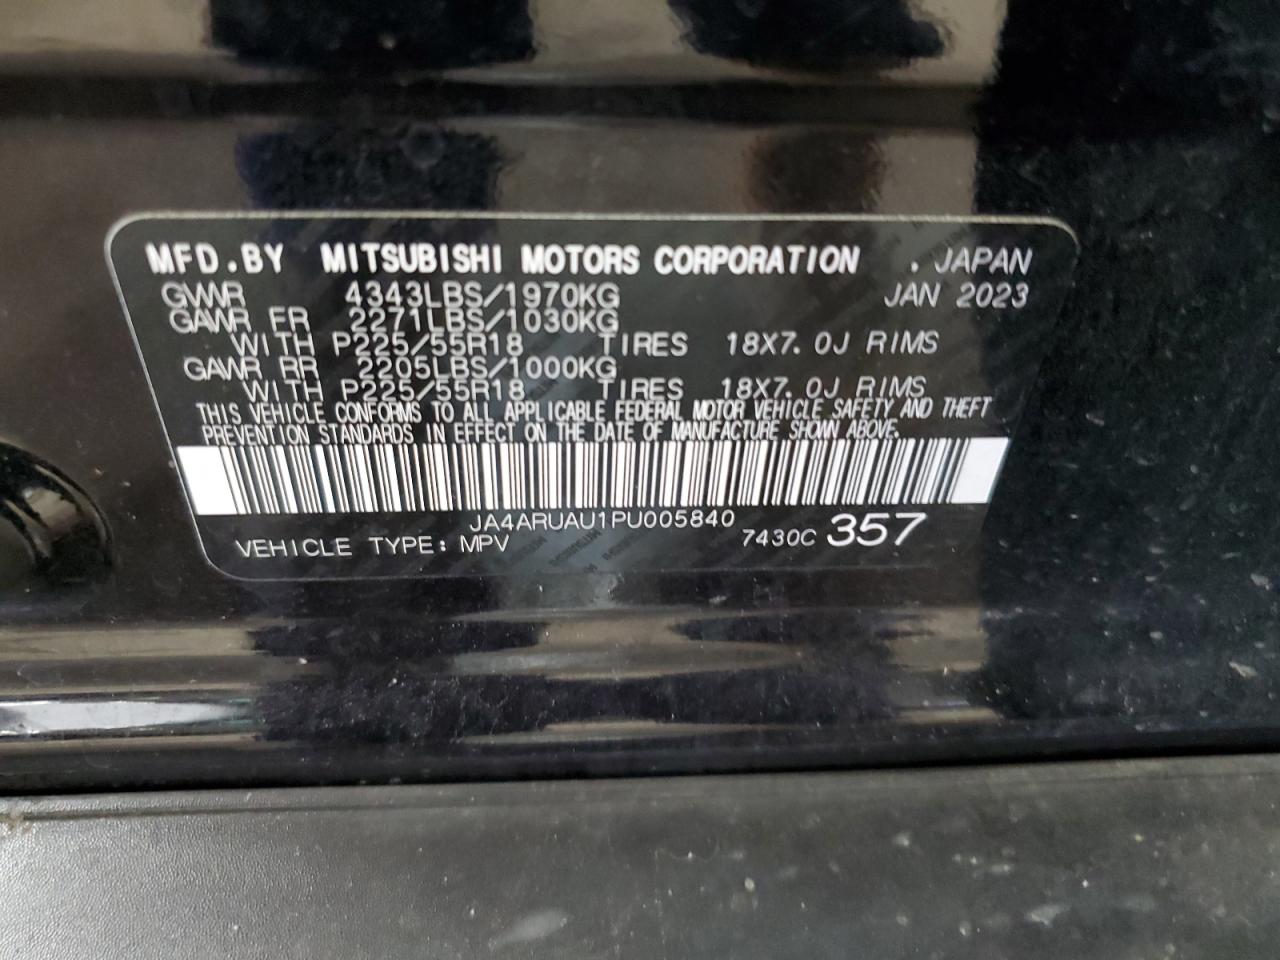 MFD.BY MITSUBISHI MOTORS CORPORATION . JAPAN
GVWR 4343LBS/1970KG JAN 2023
GAWR FR 2271LBS/1030KG
WITH P225/55R18 TIRES 18X7.0J RIMS
GAWR RR 2205LBS/1000KG
WITH P225/55R18 TIRES 18X7.0J RIMS
THIS VEHICLE CONFORMS TO ALL APPLICABLE FEDERAL MOTOR VEHICLE SAFETY AND THEFT
PREVENTION STANDARDS IN EFFECT ON THE DATE OF MANUFACTURE SHOWN ABOVE.
JA4ARUAU1PU005840
VEHICLE TYPE: MPV 7430C 357